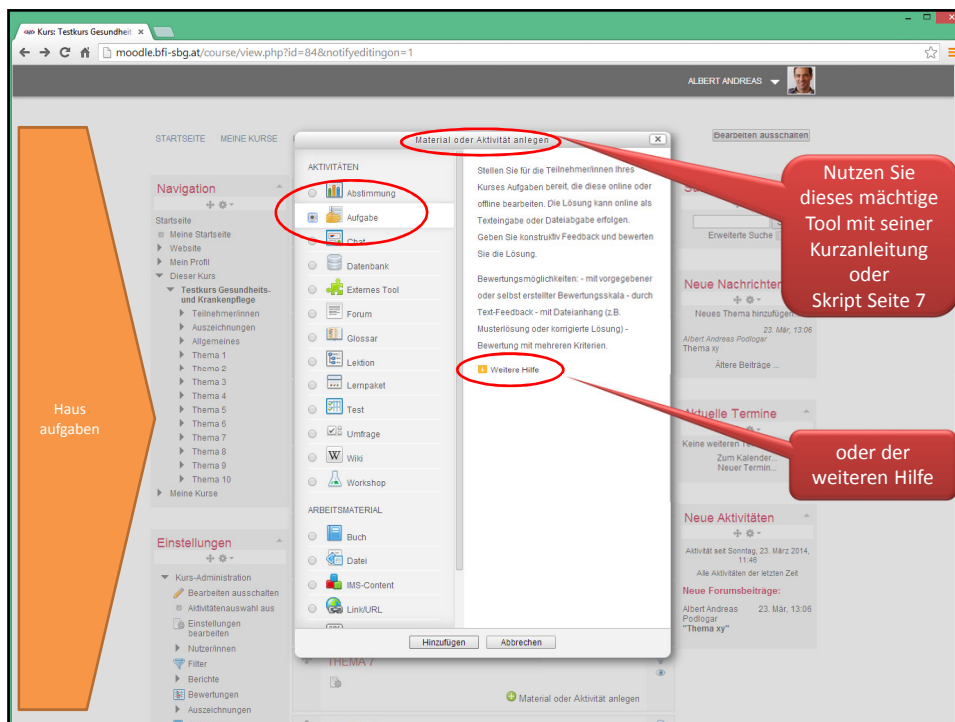 Kurs: Testkurs Gesundheit
moodle.bfi-sbg.at/course/view.php?id=84&notifyeditingon=1
ALBERT ANDREAS
STARTSEITE MEINE KURSE
Bearbeiten ausschalten
Haus
aufgaben
Navigation
Startseite
Meine Startseite
Website
Mein Profil
Dieser Kurs
Testkurs Gesundheits-
und Krankenpflege
Teilnehmer/innen
Auszeichnungen
Allgemeines
Thema 1
Thema 2
Thema 3
Thema 4
Thema 5
Thema 6
Thema 7
Thema 8
Thema 9
Thema 10
Meine Kurse
Einstellungen
Kurs-Administration
Bearbeiten ausschalten
Aktivitätenauswahl aus
Einstellungen
bearbeiten
Nutzer/innen
Filter
Berichte
Bewertungen
Auszeichnungen
Material oder Aktivität anlegen
AKTIVITÄTEN
Abstimmung
Aufgabe
Chat
Datenbank
Externes Tool
Forum
Glossar
Lektion
Lernpaket
Test
Umfrage
Wiki
Workshop
ARBEITSMATERIAL
Buch
Datei
IMS-Content
Link/URL
Stellen Sie für die Teilnehmer/innen Ihres
Kurses Aufgaben bereit, die diese online oder
offline bearbeiten. Die Lösung kann online als
Texteingabe oder Dateiabgabe erfolgen.
Geben Sie konstruktiv Feedback und bewerten
Sie die Lösung.
Bewertungsmöglichkeiten: - mit vorgegebener
oder selbst erstellter Bewertungsskala - durch
Text-Feedback - mit Dateianhang (z.B.
Musterlösung oder korrigierte Lösung) -
Bewertung mit mehreren Kriterien.
Weitere Hilfe
Hinzufügen Abbrechen
THEMA 7
Material oder Aktivität anlegen
Nutzen Sie
dieses mächtige
Tool mit seiner
Kurzanleitung
oder
Skript Seite 7
Erweiterte Suche
Neue Nachrichten
Neues Thema hinzufügen
23. Mär, 13:06
Albert Andreas Podlogar
Thema xy
Ältere Beiträge ...
Aktuelle Termine
Keine weiteren
Zum Kalender...
Neuer Termin...
oder der
weiteren Hilfe
Neue Aktivitäten
Aktivität seit Sonntag, 23. März 2014,
11:46
Alle Aktivitäten der letzten Zeit
Neue Forumsbeiträge:
Albert Andreas 23. Mär, 13:06
Podlogar
"Thema xy"